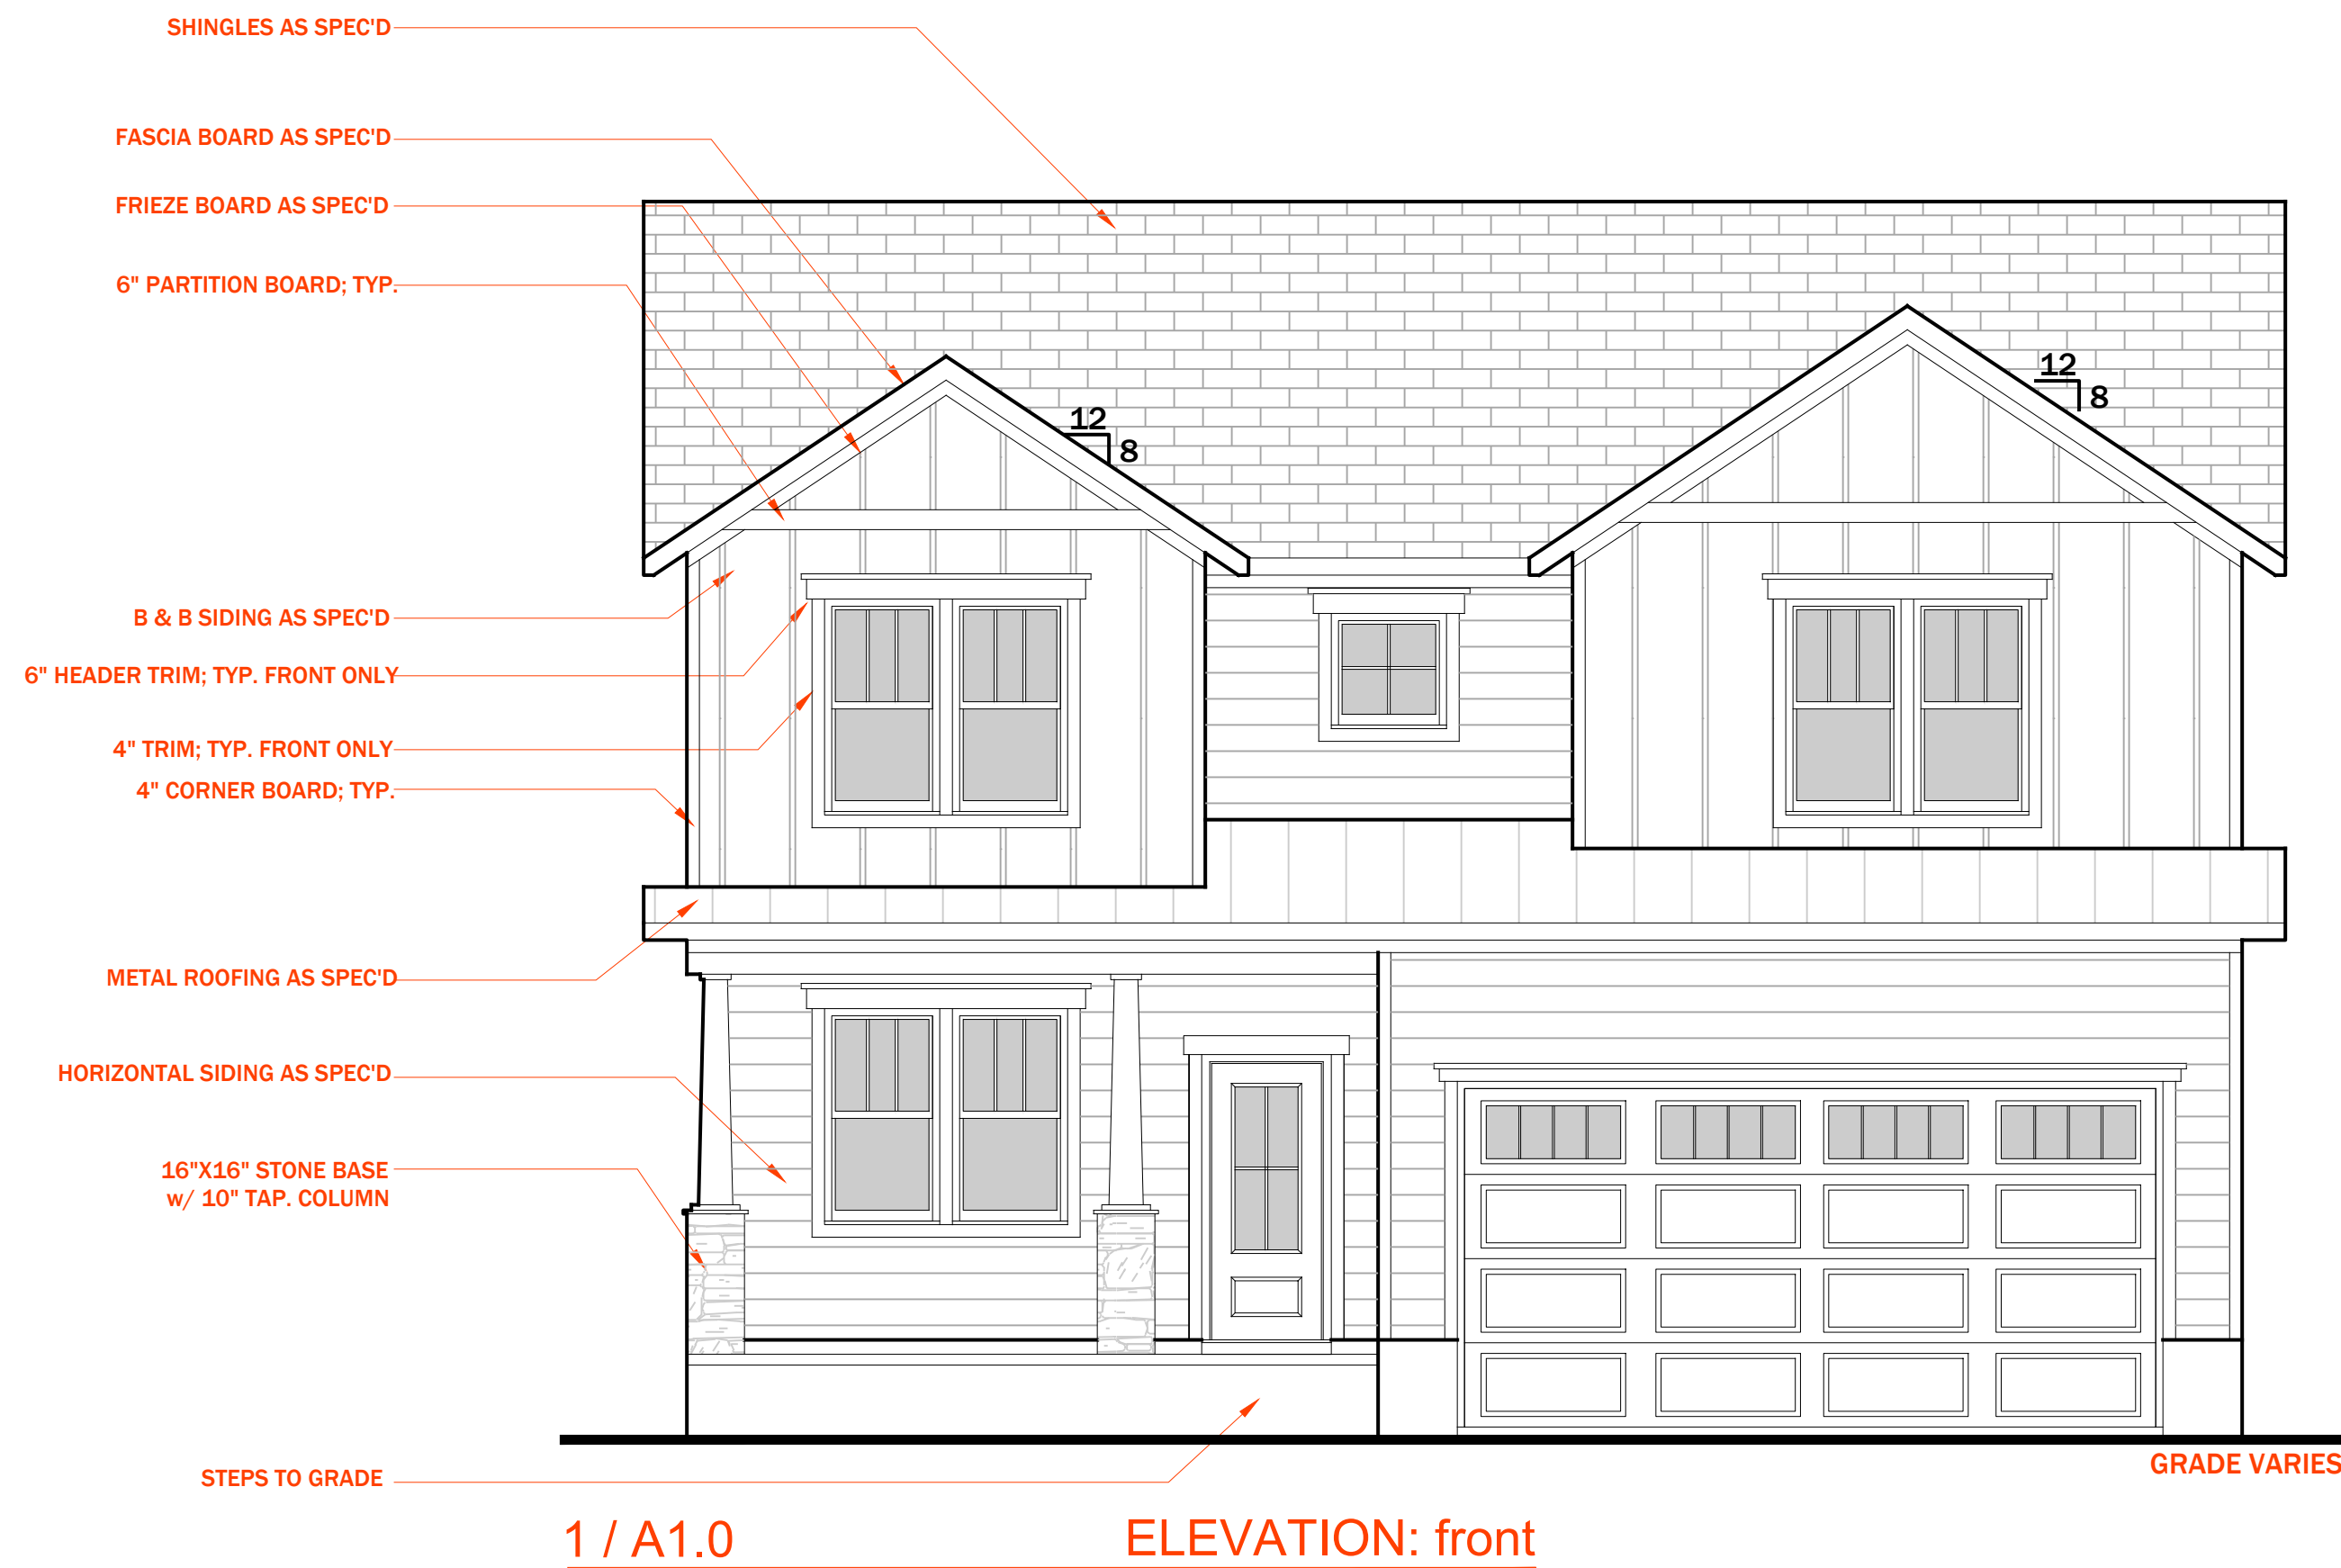 SHINGLES AS SPEC'D
FASCIA BOARD AS SPEC'D
FRIEZE BOARD AS SPEC'D
6" PARTITION BOARD; TYP.
12
8
12
8
B & B SIDING AS SPEC'D
6" HEADER TRIM; TYP. FRONT ONLY
4" TRIM; TYP. FRONT ONLY
4" CORNER BOARD; TYP.
METAL ROOFING AS SPEC'D
HORIZONTAL SIDING AS SPEC'D
16"X16" STONE BASE
w/ 10" TAP. COLUMN
GRADE VARIES
STEPS TO GRADE
1 / A1.0 ELEVATION: front